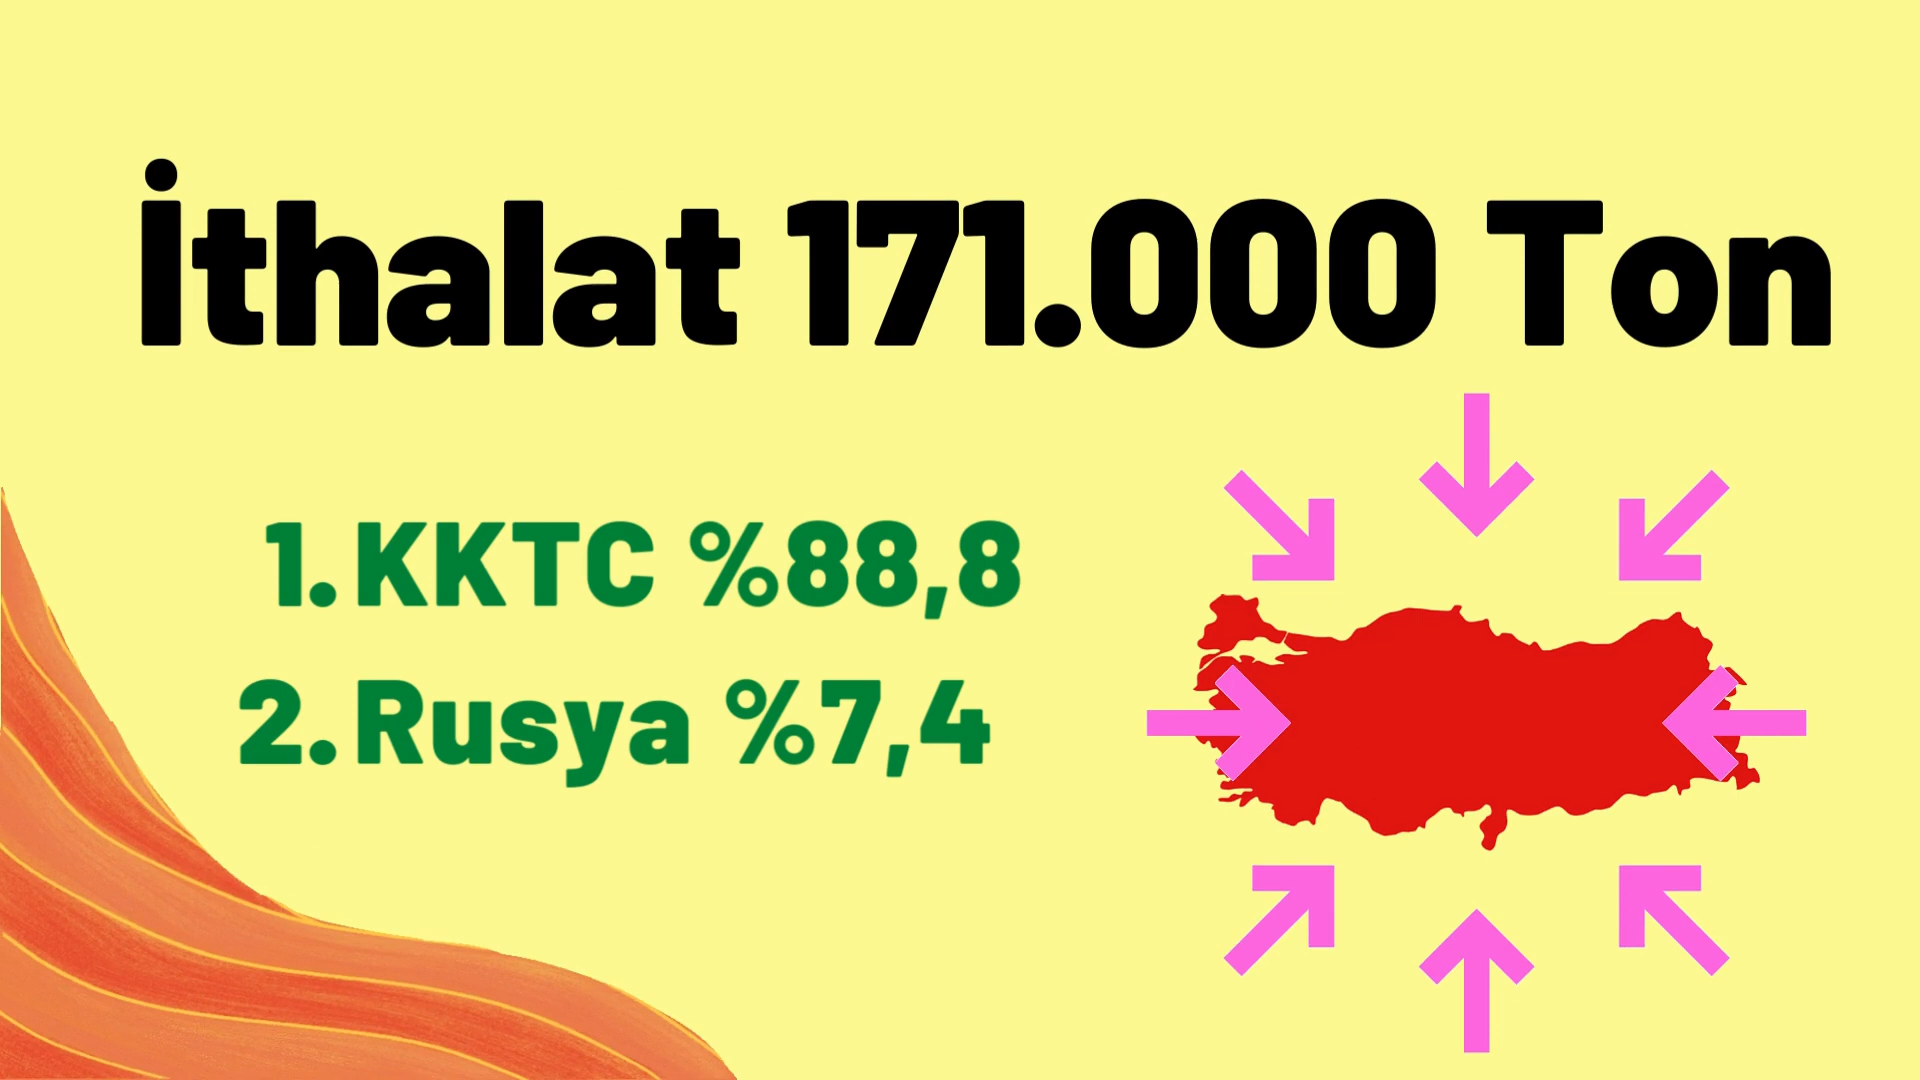 İthalat 171.000 Ton
1. KKTC %88,8
2. Rusya %7,4